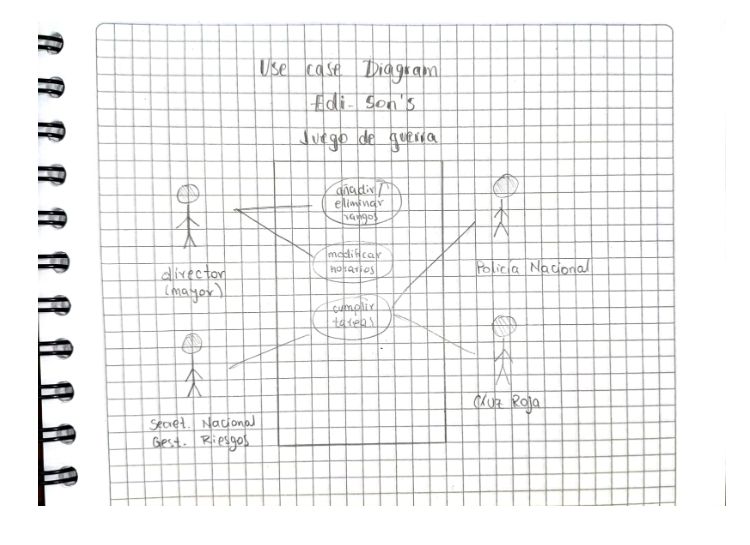 Use case Diagram
Edi-Son's
Juego de guerra
añadir/
eliminar
rangos
modificar
horarios
Policía Nacional
director
(mayor)
cumplir
tareas
Cruz Roja
Secret. Nacional
Gest. Riesgos